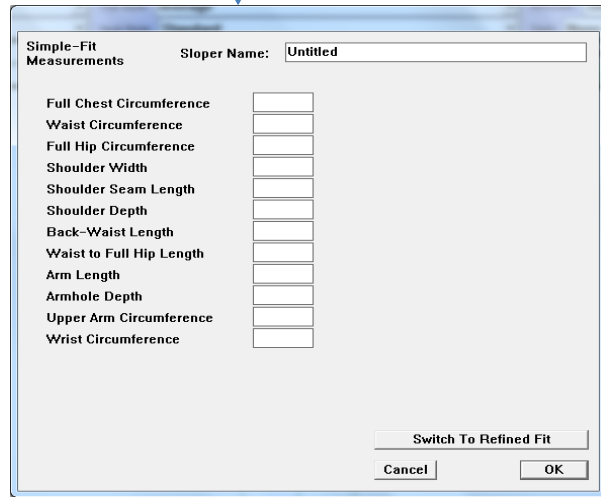 Simple-Fit
Measurements
Sloper Name: Untitled
Full Chest Circumference
Waist Circumference
Full Hip Circumference
Shoulder Width
Shoulder Seam Length
Shoulder Depth
Back-Waist Length
Waist to Full Hip Length
Arm Length
Armhole Depth
Upper Arm Circumference
Wrist Circumference
Switch To Refined Fit
Cancel OK